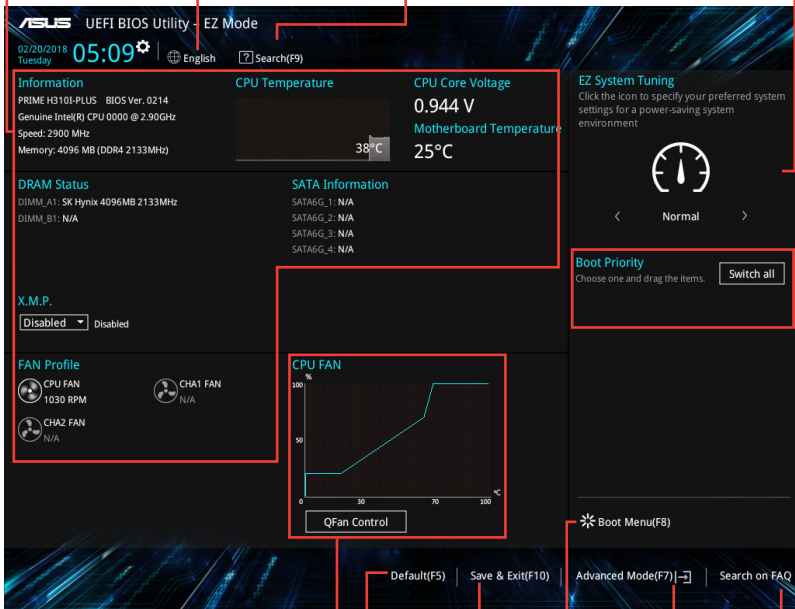 ASUS UEFI BIOS Utility - EZ Mode
02/20/2018
Tuesday
05:09
English
Search(F9)
Information
PRIME H310I-PLUS BIOS Ver. 0214
Genuine Intel(R) CPU 0000 @ 2.90GHz
Speed: 2900 MHz
Memory: 4096 MB (DDR4 2133MHz)
CPU Temperature
38°C
CPU Core Voltage
0.944 V
Motherboard Temperature
25°C
EZ System Tuning
Click the icon to specify your preferred system
settings for a power-saving system
environment
< Normal >
DRAM Status
DIMM_A1: SK Hynix 4096MB 2133MHz
DIMM_B1: N/A
SATA Information
SATA6G_1: N/A
SATA6G_2: N/A
SATA6G_3: N/A
SATA6G_4: N/A
Boot Priority
Choose one and drag the items.
Switch all
X.M.P.
Disabled
Disabled
FAN Profile
CPU FAN
1030 RPM
CHA1 FAN
N/A
CHA2 FAN
N/A
CPU FAN
%
100
50
0 30 70 100
°C
QFan Control
Boot Menu(F8)
Default(F5)
Save & Exit(F10)
Advanced Mode(F7)
Search on FAQ